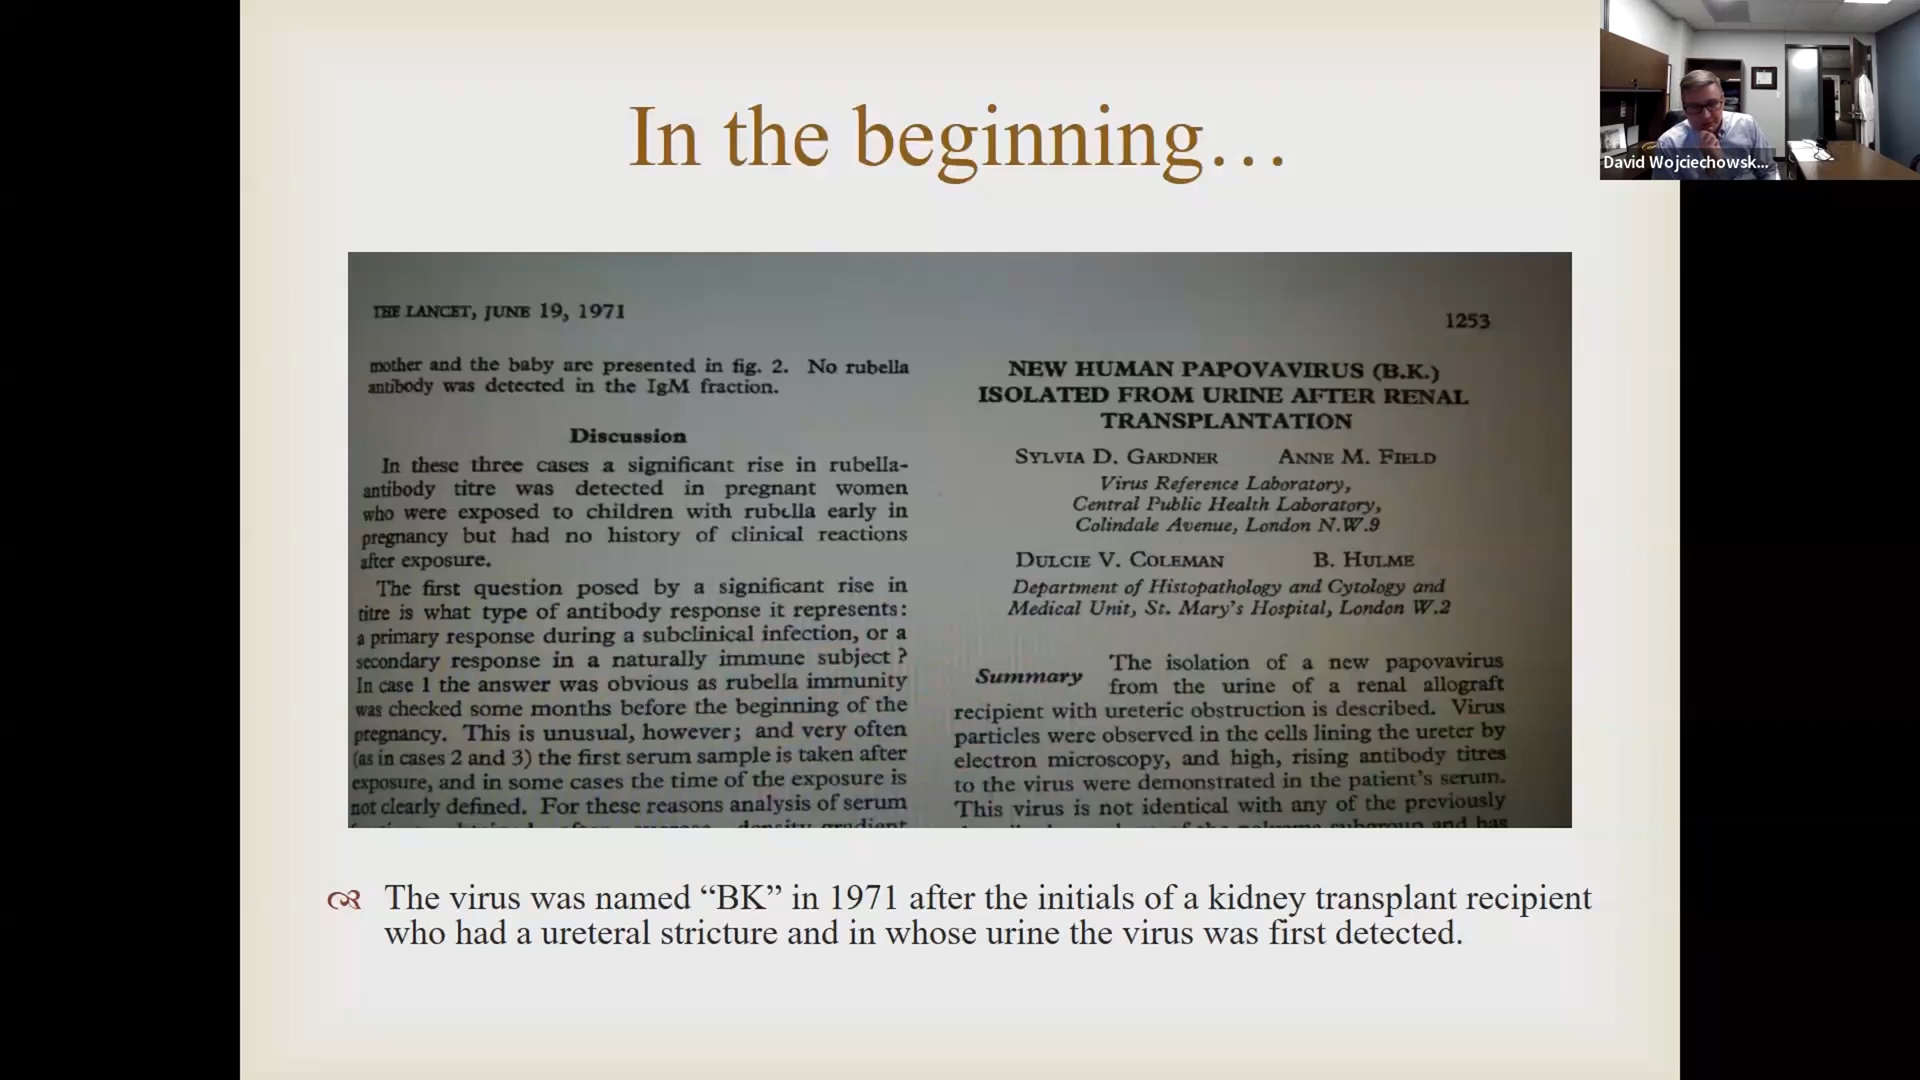 In the beginning…
David Wojciechowsk...
THE LANCET, JUNE 19, 1971
1253
mother and the baby are presented in fig. 2. No rubella
antibody was detected in the IgM fraction.
Discussion
In these three cases a significant rise in rubella-
antibody titre was detected in pregnant women
who were exposed to children with rubella early in
pregnancy but had no history of clinical reactions
after exposure.
The first question posed by a significant rise in
titre is what type of antibody response it represents:
a primary response during a subclinical infection, or a
secondary response in a naturally immune subject?
In case 1 the answer was obvious as rubella immunity
was checked some months before the beginning of the
pregnancy. This is unusual, however; and very often
(as in cases 2 and 3) the first serum sample is taken after
exposure, and in some cases the time of the exposure is
not clearly defined. For these reasons analysis of serum
density gradient
NEW HUMAN PAPOVAVIRUS (B.K.)
ISOLATED FROM URINE AFTER RENAL
TRANSPLANTATION
SYLVIA D. GARDNER ANNE M. FIELD
Virus Reference Laboratory,
Central Public Health Laboratory,
Colindale Avenue, London N.W.9
DULCIE V. COLEMAN B. HULME
Department of Histopathology and Cytology and
Medical Unit, St. Mary's Hospital, London W.2
Summary The isolation of a new papovavirus
from the urine of a renal allograft
recipient with ureteric obstruction is described. Virus
particles were observed in the cells lining the ureter by
electron microscopy, and high, rising antibody titres
to the virus were demonstrated in the patient's serum.
This virus is not identical with any of the previously
of the polyoma subgroup and has
The virus was named “BK” in 1971 after the initials of a kidney transplant recipient
who had a ureteral stricture and in whose urine the virus was first detected.